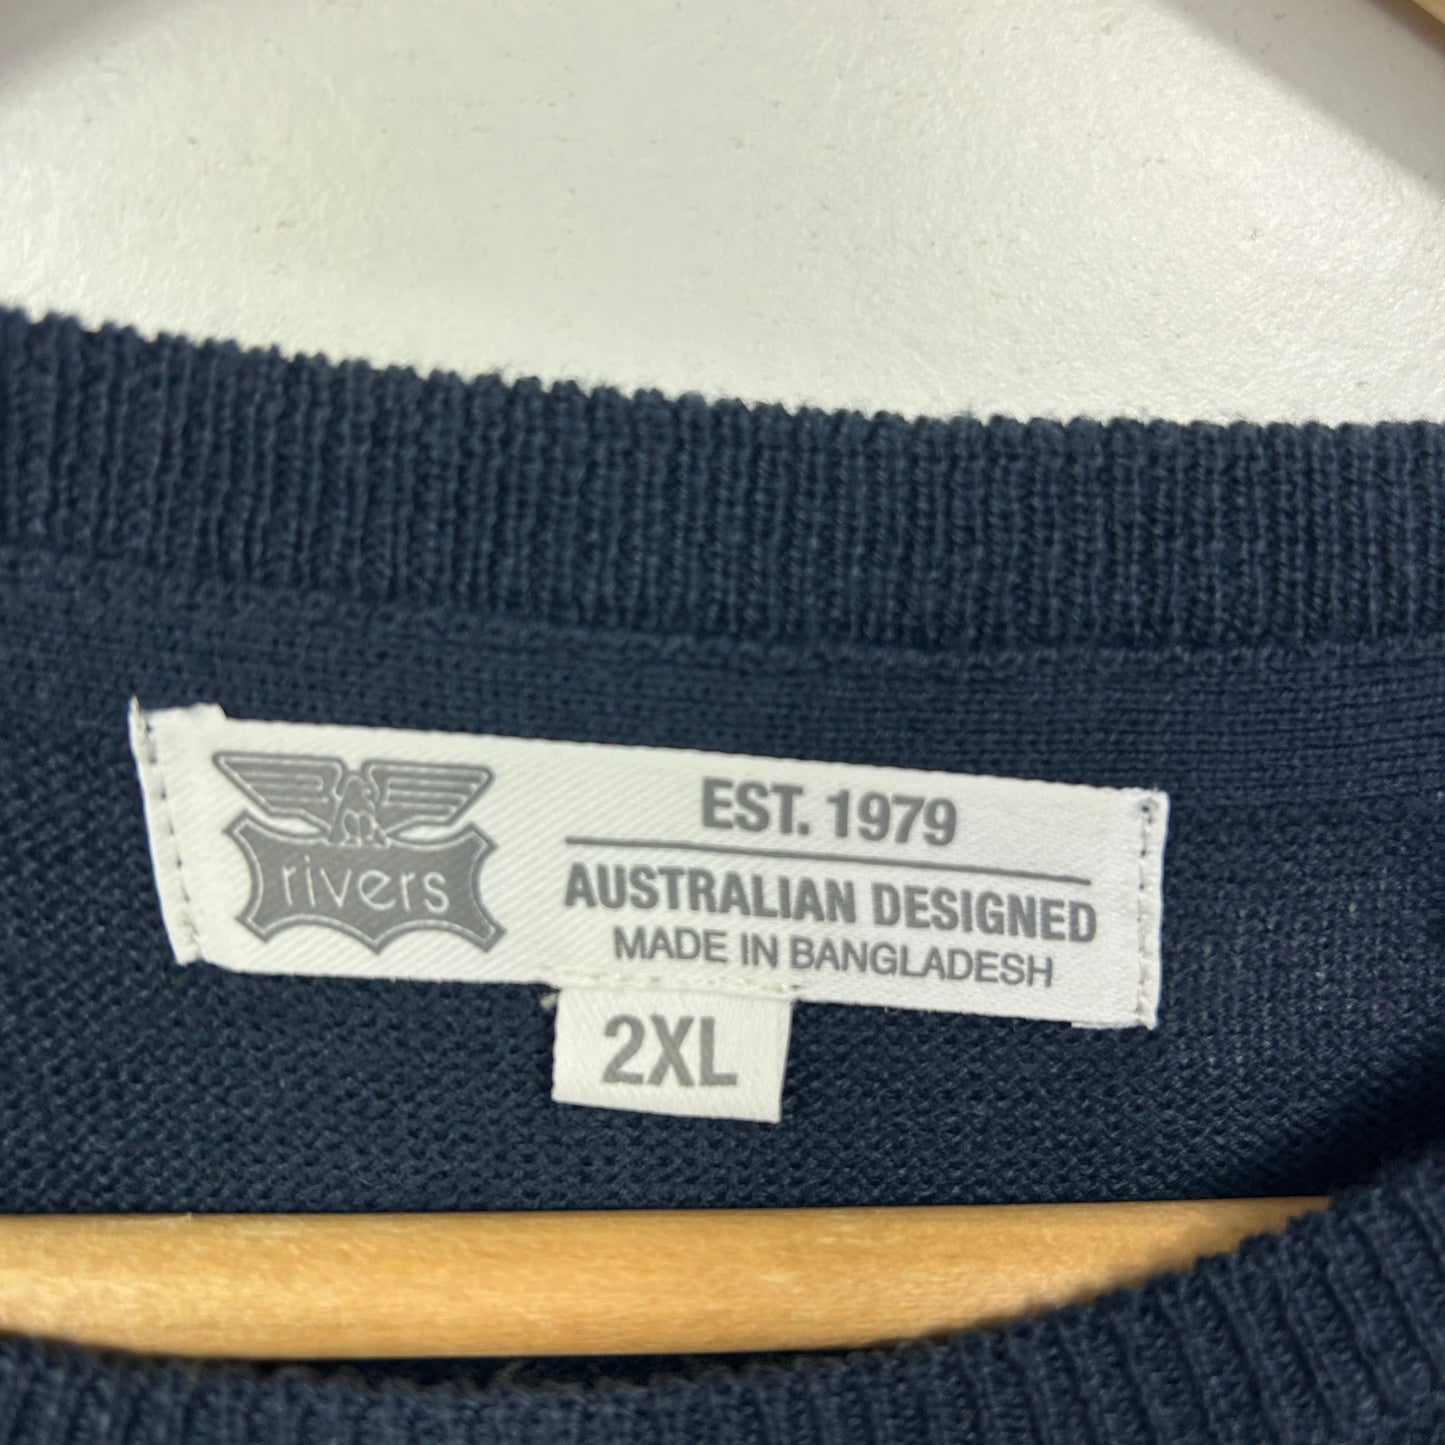 rivers
EST. 1979
AUSTRALIAN DESIGNED
MADE IN BANGLADESH
2XL